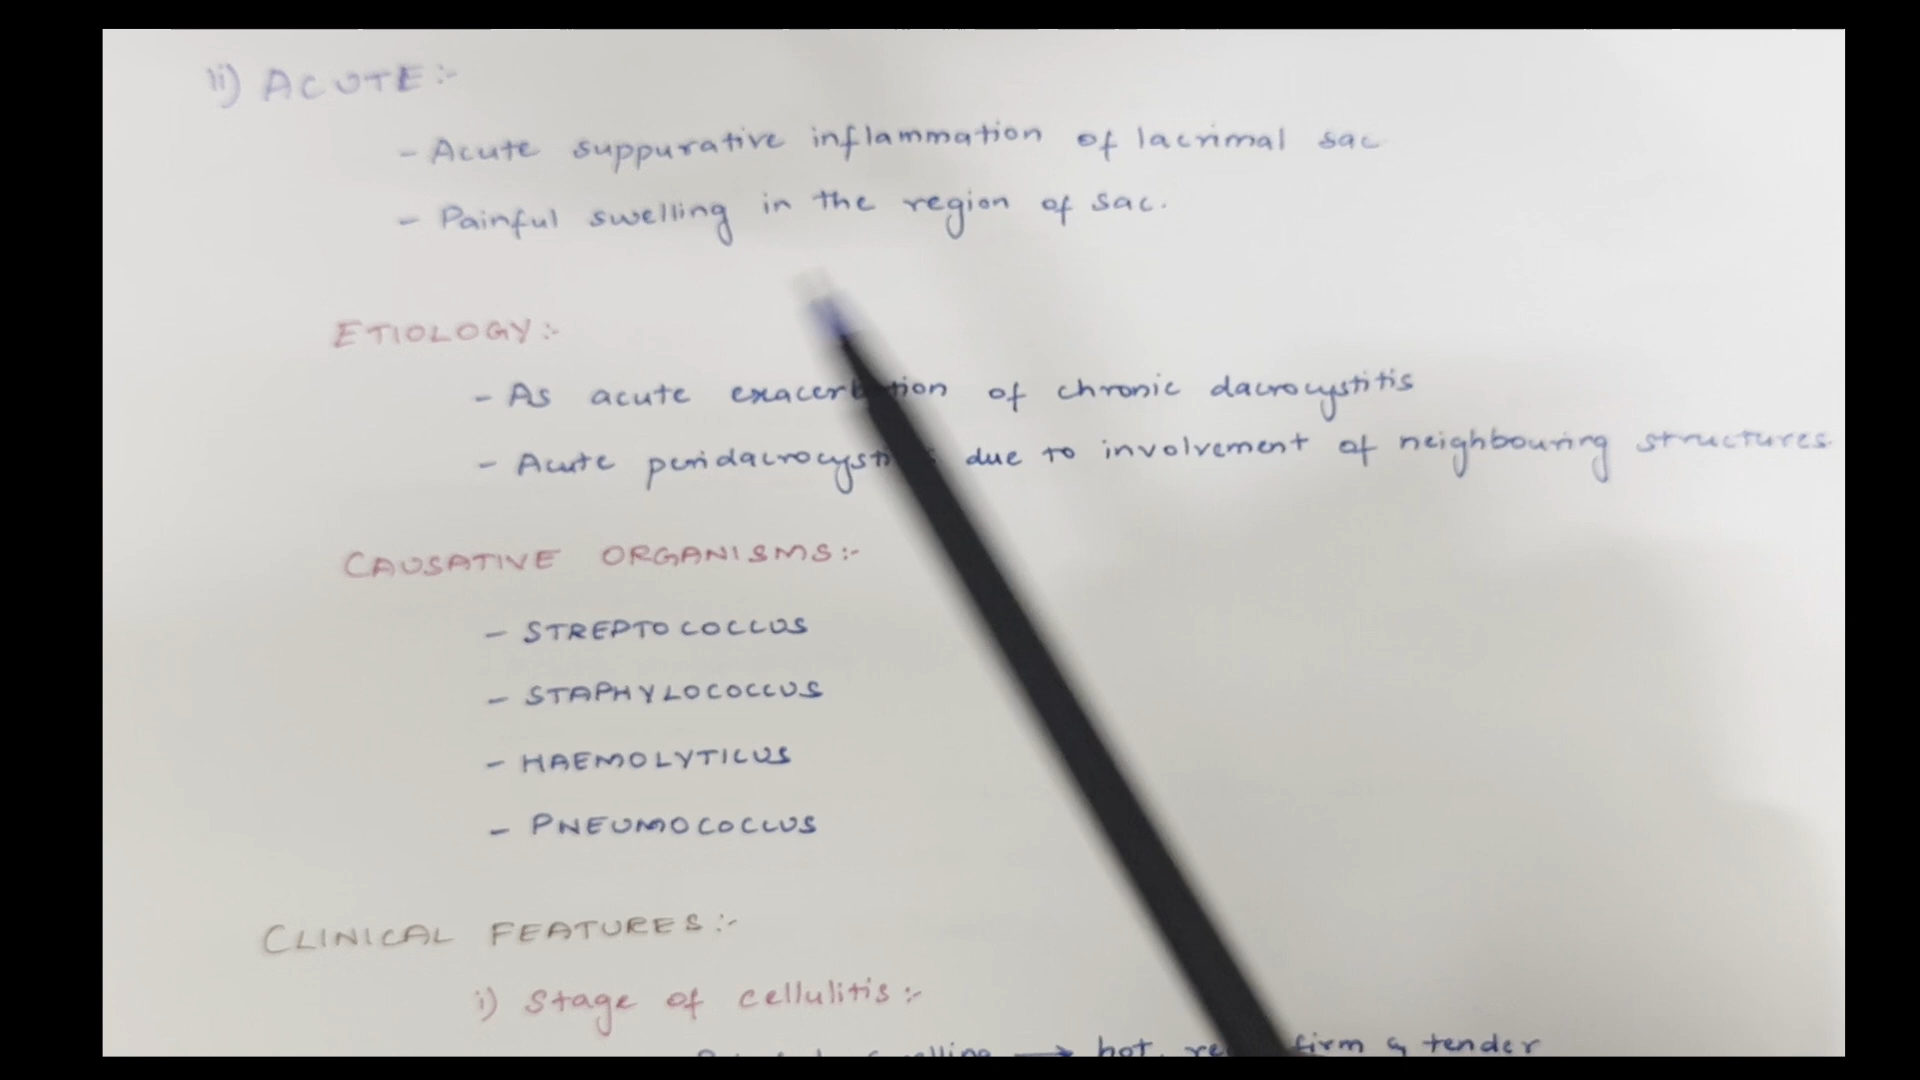 ii) ACUTE:-
- Acute suppurative inflammation of lacrimal sac
- Painful swelling in the region of sac.
ETIOLOGY:-
- As acute of chronic dacrocystitis
- Acute due to involvement of neighbouring structures.
CAUSATIVE ORGANISMS:-
- STREPTOCOCCUS
- STAPHYLOCOCCUS
- HAEMOLYTICUS
- PNEUMOCOCCUS
CLINICAL FEATURES:-
i) Stage of cellulitis:-
swelling → hot, firm & tender